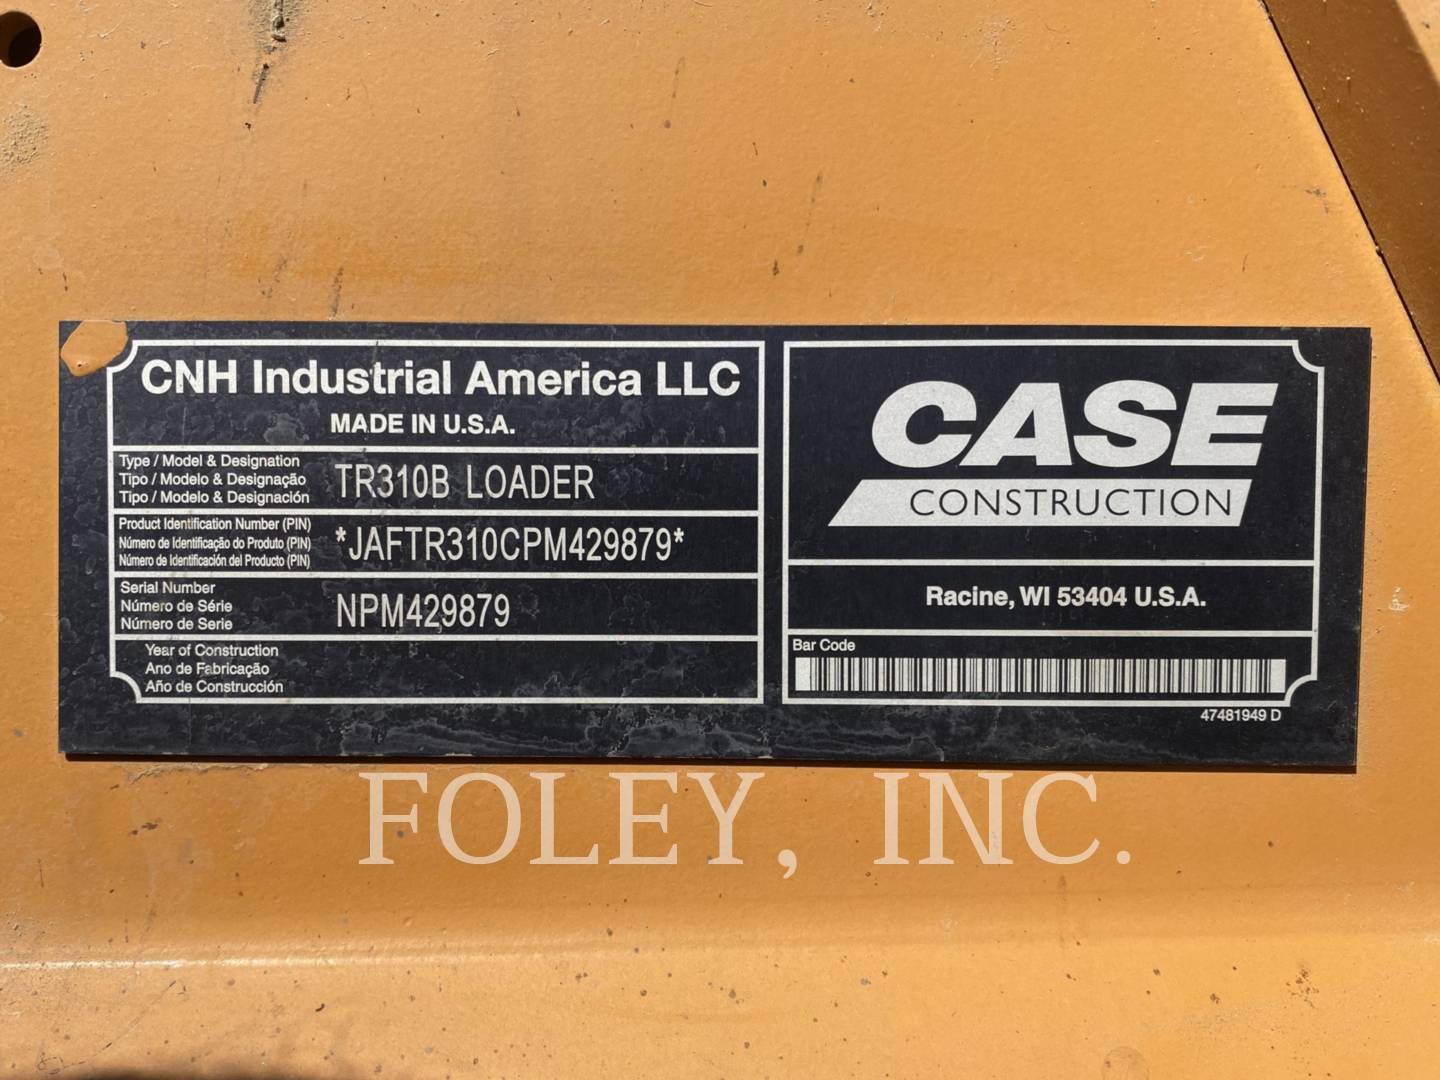 CNH Industrial America LLC
MADE IN U.S.A.
Type / Model & Designation
Tipo / Modelo & Designação
Tipo / Modelo & Designación
TR310B LOADER
Product Identification Number (PIN)
Número de Identificação do Produto (PIN)
Número de Identificación del Producto (PIN)
*JAFTR310CPM429879*
Serial Number
Número de Série
Número de Serie
NPM429879
Year of Construction
Ano de Fabricação
Año de Construcción
CASE
CONSTRUCTION
Racine, WI 53404 U.S.A.
Bar Code
47481949 D
FOLEY, INC.